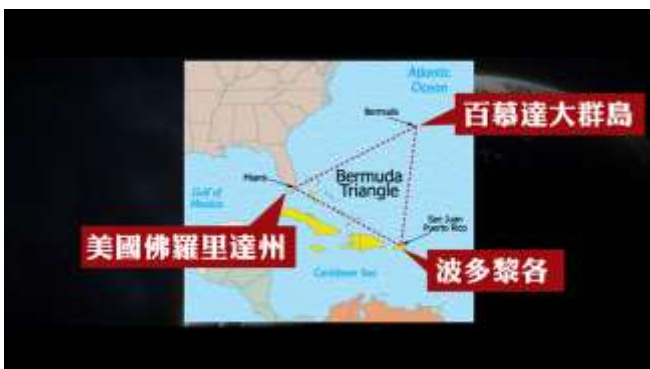 Atlantic
Ocean
Bermuda
百慕達大群島
Miami
Bermuda
Triangle
Gulf of
Mexico
San Juan
Puerto Rico
美國佛羅里達州
波多黎各
Caribbean Sea